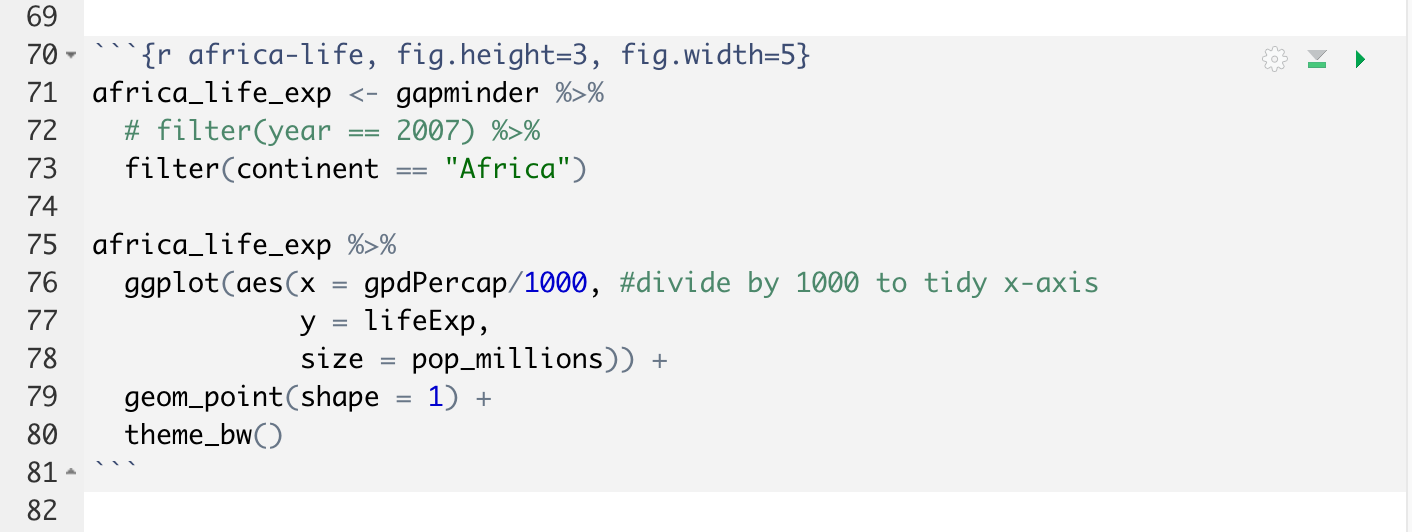 69
70 ```{r africa-life, fig.height=3, fig.width=5}
71 africa_life_exp <- gapminder %>%
72   # filter(year == 2007) %>%
73   filter(continent == "Africa")
74
75 africa_life_exp %>%
76   ggplot(aes(x = gpdPercap/1000, #divide by 1000 to tidy x-axis
77              y = lifeExp,
78              size = pop_millions)) +
79   geom_point(shape = 1) +
80   theme_bw()
81 ```
82